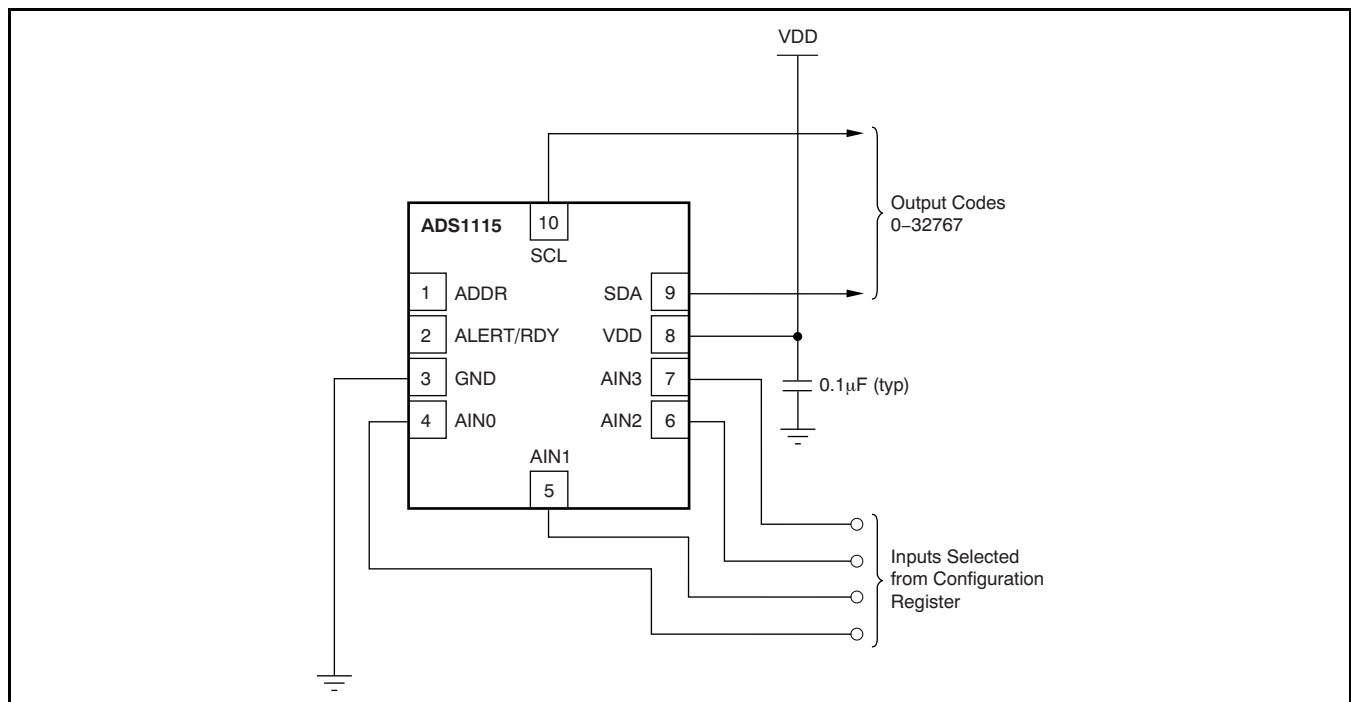 VDD
Output Codes
0–32767
ADS1115
10
SCL
1 ADDR
SDA 9
2 ALERT/RDY
VDD 8
3 GND
AIN3 7
0.1μF (typ)
4 AIN0
AIN2 6
AIN1
5
Inputs Selected
from Configuration
Register